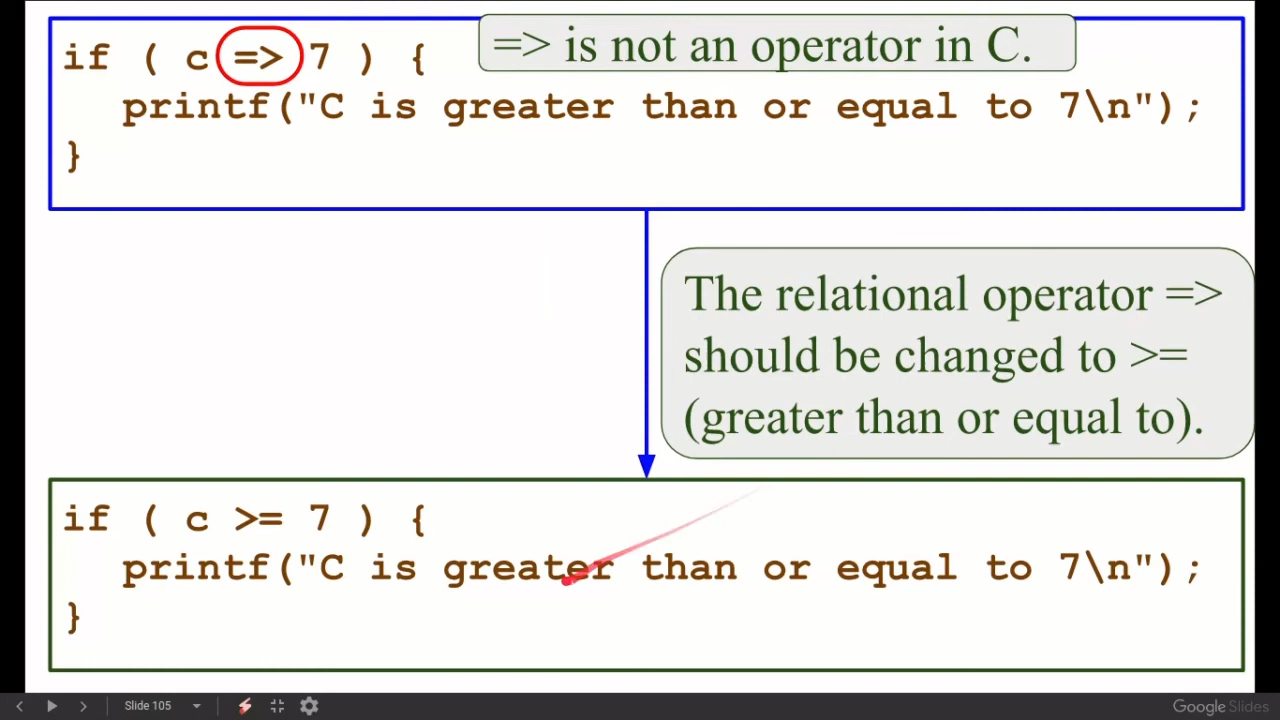 if ( c => 7 ) {
=> is not an operator in C.
printf("C is greater than or equal to 7\n");
}
The relational operator =>
should be changed to >=
(greater than or equal to).
if ( c >= 7 ) {
printf("C is greater than or equal to 7\n");
}
Slide 105
Google Slides